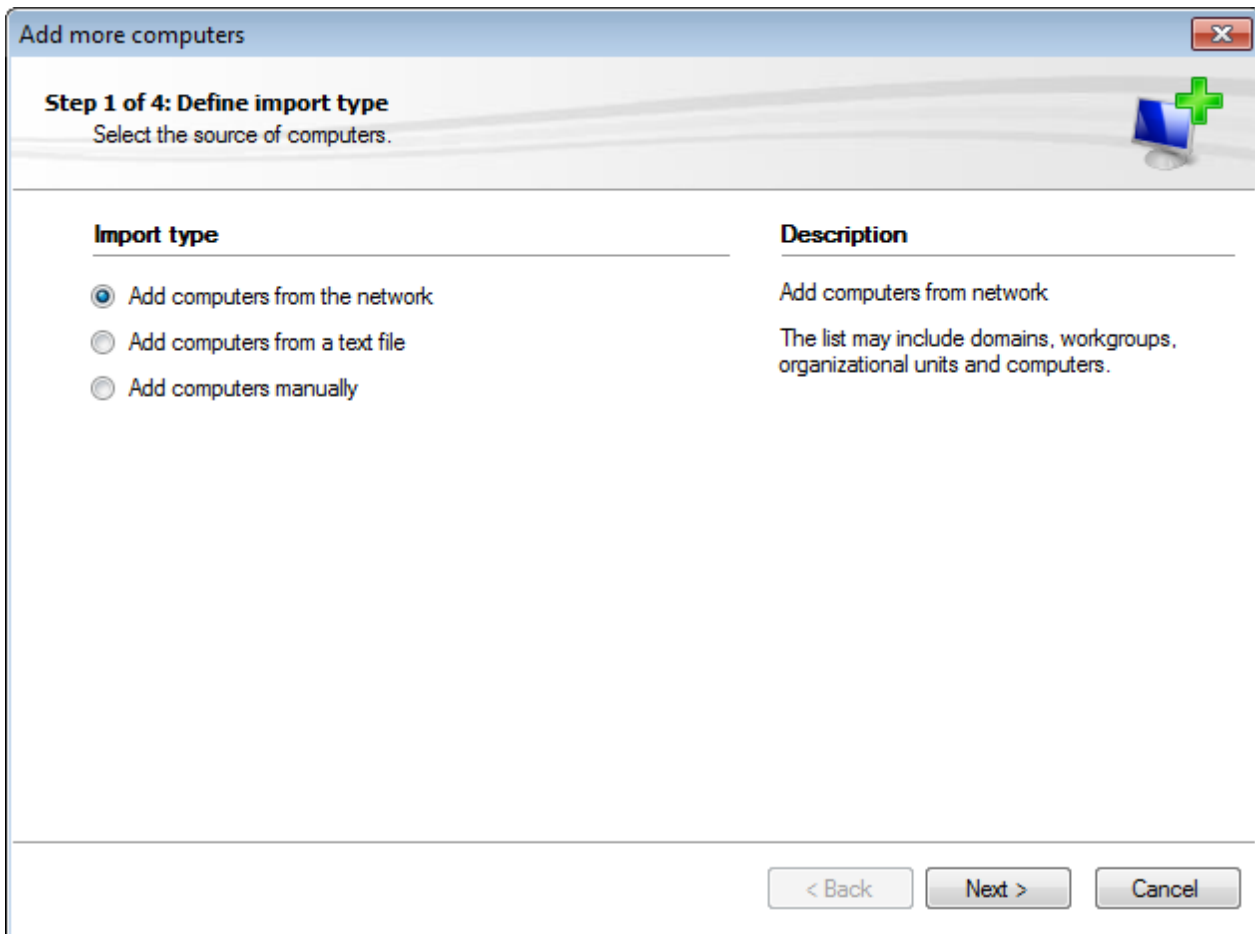 Add more computers
Step 1 of 4: Define import type
Select the source of computers.
Import type
Add computers from the network
Add computers from a text file
Add computers manually
Description
Add computers from network
The list may include domains, workgroups,
organizational units and computers.
< Back
Next >
Cancel